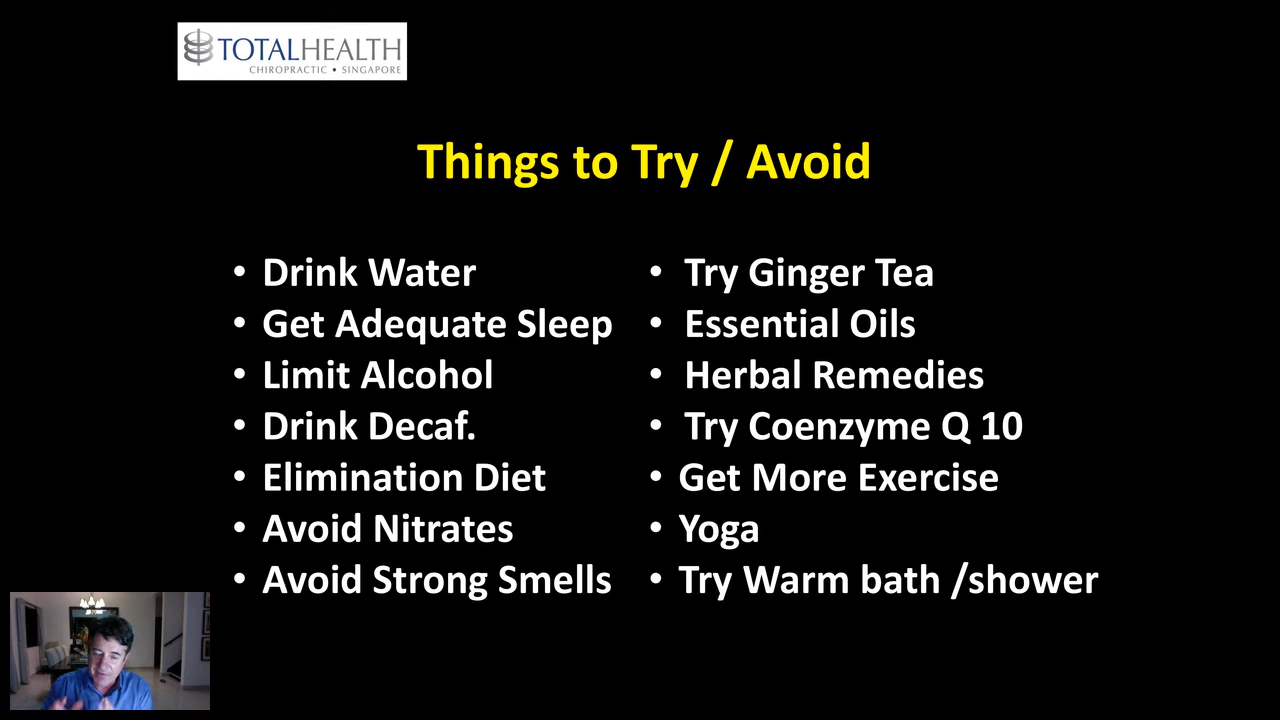 TOTALHEALTH
CHIROPRACTIC • SINGAPORE
Things to Try / Avoid
• Drink Water
• Get Adequate Sleep
• Limit Alcohol
• Drink Decaf.
• Elimination Diet
• Avoid Nitrates
• Avoid Strong Smells
• Try Ginger Tea
• Essential Oils
• Herbal Remedies
• Try Coenzyme Q 10
• Get More Exercise
• Yoga
• Try Warm bath /shower